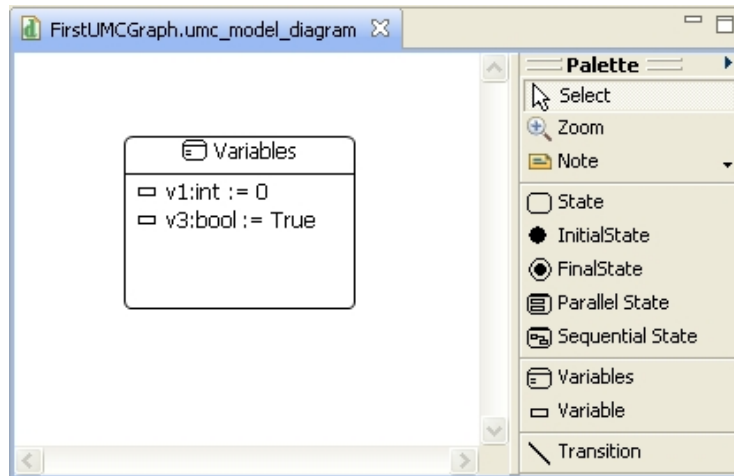 FirstUMCGraph.umc_model_diagram
Variables
v1:int := 0
v3:bool := True
Palette
Select
Zoom
Note
State
InitialState
FinalState
Parallel State
Sequential State
Variables
Variable
Transition